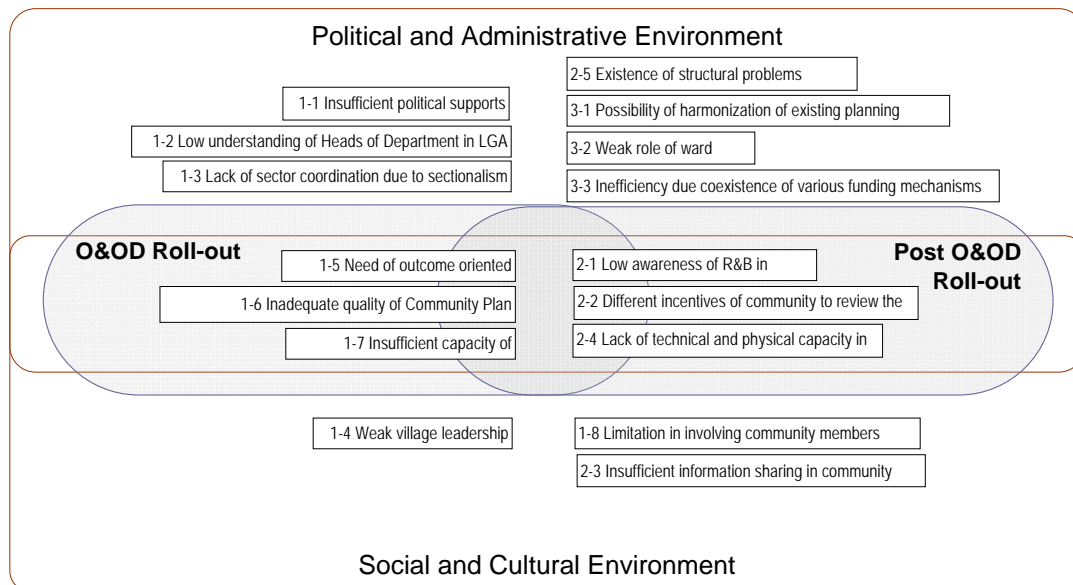 Political and Administrative Environment
1-1 Insufficient political supports
1-2 Low understanding of Heads of Department in LGA
1-3 Lack of sector coordination due to sectionalism
2-5 Existence of structural problems
3-1 Possibility of harmonization of existing planning
3-2 Weak role of ward
3-3 Inefficiency due coexistence of various funding mechanisms
O&OD Roll-out
1-5 Need of outcome oriented
1-6 Inadequate quality of Community Plan
1-7 Insufficient capacity of
2-1 Low awareness of R&B in
2-2 Different incentives of community to review the
2-4 Lack of technical and physical capacity in
Post O&OD
Roll-out
1-4 Weak village leadership
1-8 Limitation in involving community members
2-3 Insufficient information sharing in community
Social and Cultural Environment